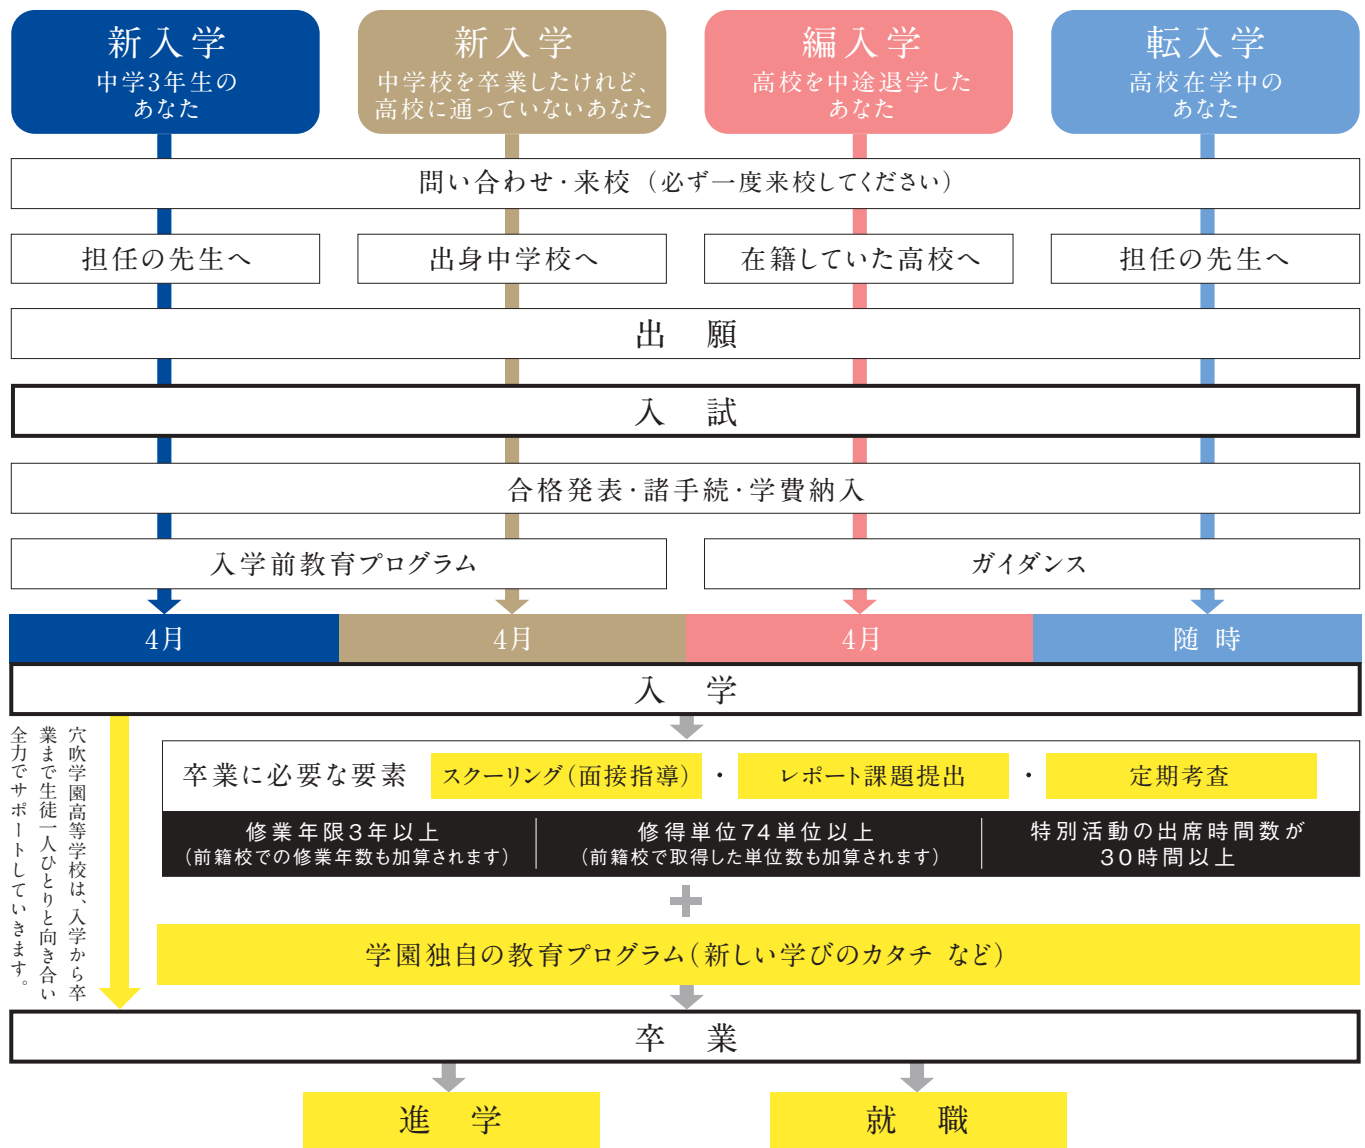 新入学
中学3年生の
あなた
新入学
中学校を卒業したけれど、
高校に通っていないあなた
編入学
高校を中途退学した
あなた
転入学
高校在学中の
あなた
問い合わせ・来校（必ず一度来校してください）
担任の先生へ
出身中学校へ
在籍していた高校へ
担任の先生へ
出 願
入 試
合格発表・諸手続・学費納入
入学前教育プログラム
ガイダンス
4月
4月
4月
随 時
入 学
穴吹学園高等学校は、入学から卒
業まで生徒一人ひとりと向き合い
全力でサポートしていきます。
卒業に必要な要素 スクーリング（面接指導） ・ レポート課題提出 ・ 定期考査
修業年限3年以上
（前籍校での修業年数も加算されます）
修得単位74単位以上
（前籍校で取得した単位数も加算されます）
特別活動の出席時間数が
30時間以上
学園独自の教育プログラム（新しい学びのカタチ など）
卒 業
進 学
就 職